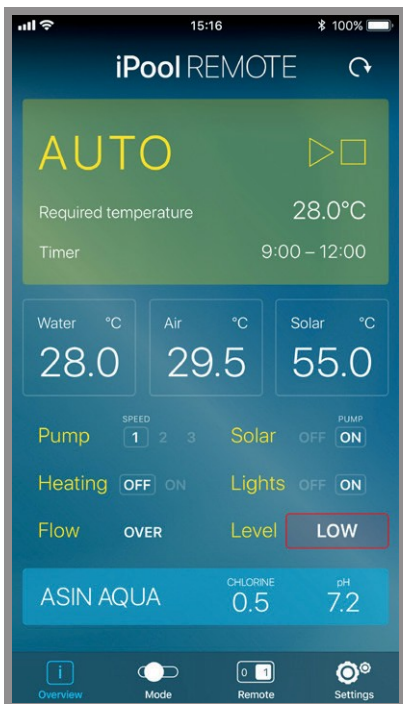 15:16 100%
iPool REMOTE
AUTO
Required temperature 28.0°C
Timer 9:00 – 12:00
Water °C Air °C Solar °C
28.0 29.5 55.0
SPEED PUMP
Pump 1 2 3 Solar OFF ON
Heating OFF ON Lights OFF ON
Flow OVER Level LOW
CHLORINE pH
ASIN AQUA 0.5 7.2
i 0 1
Overview Mode Remote Settings